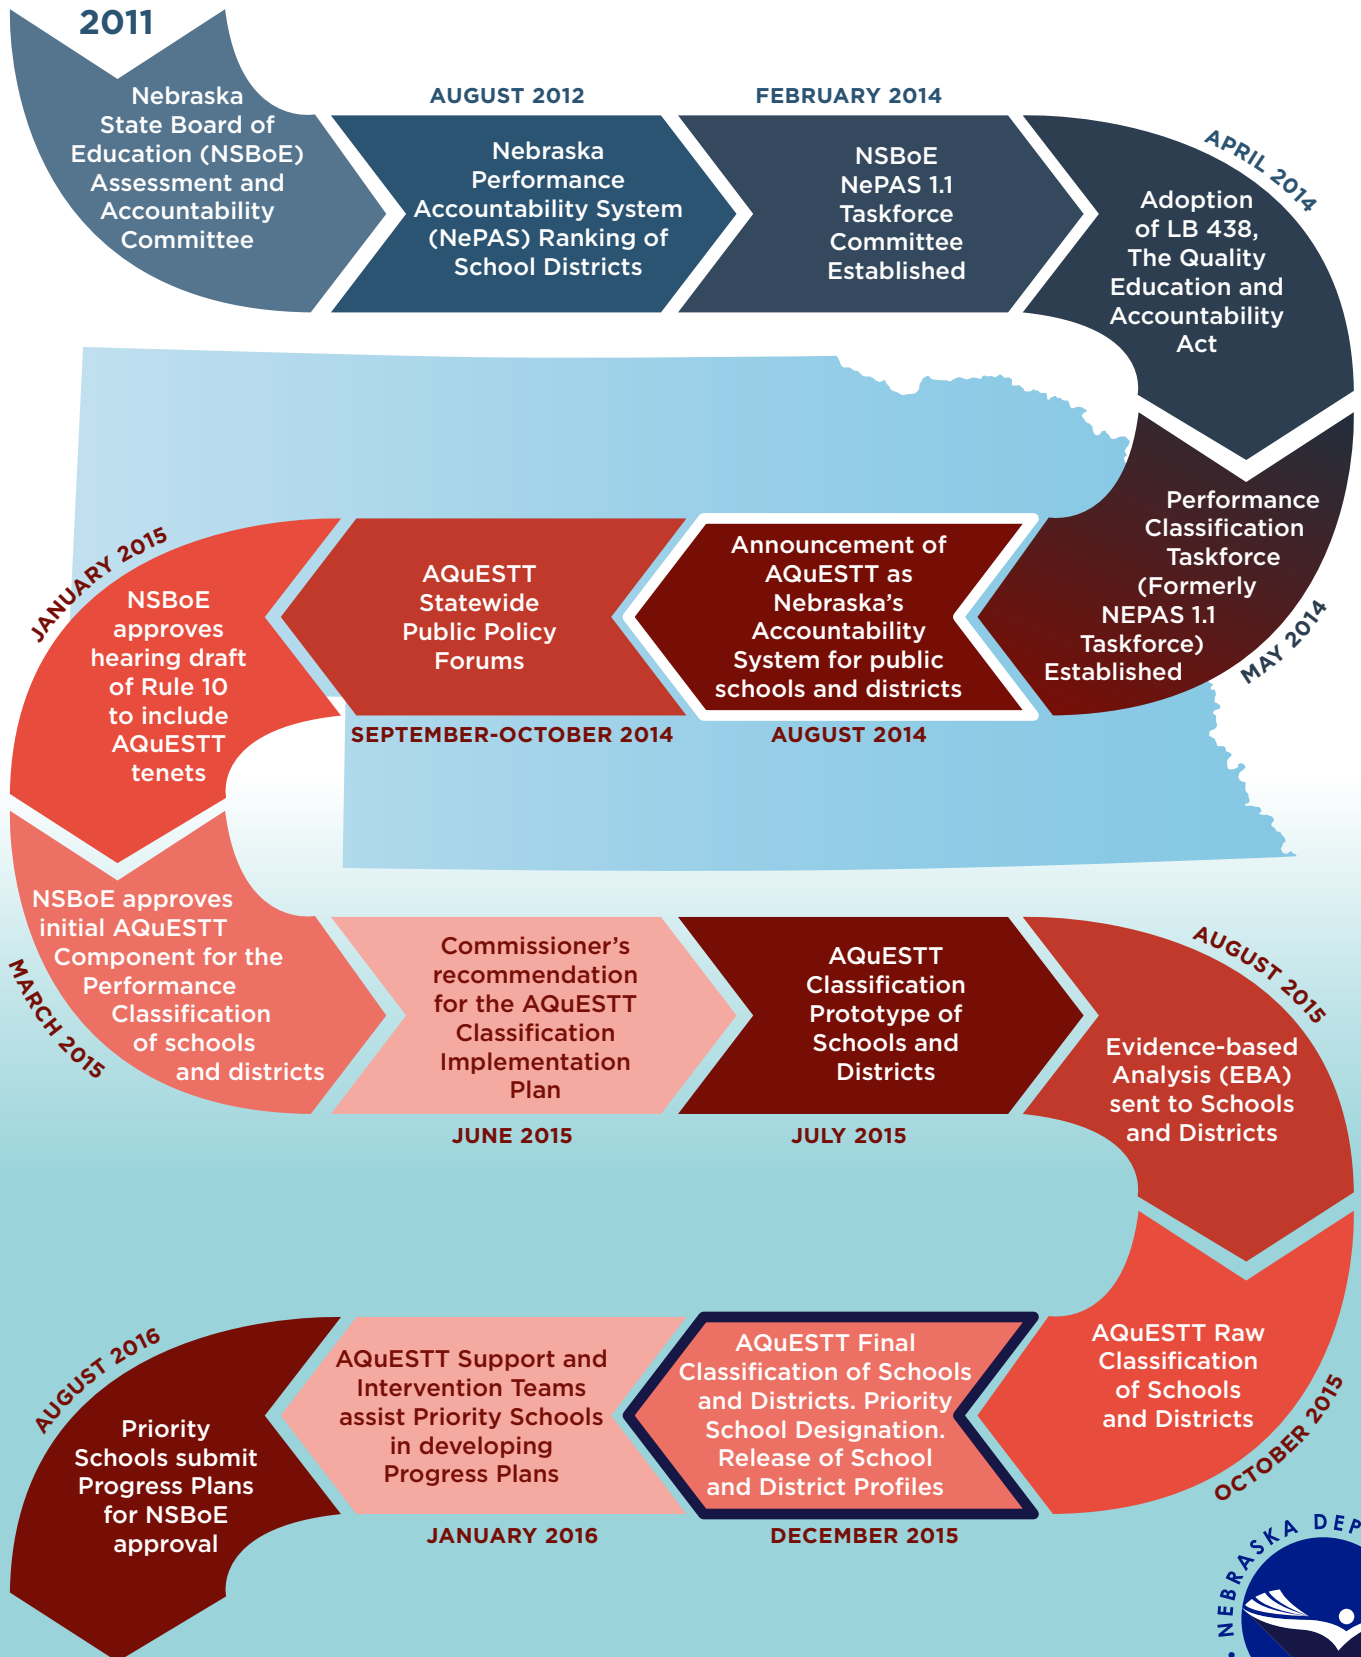 2011
Nebraska
State Board of
Education (NSBoE)
Assessment and
Accountability
Committee
AUGUST 2012
Nebraska
Performance
Accountability System
(NePAS) Ranking of
School Districts
FEBRUARY 2014
NSBoE
NePAS 1.1
Taskforce
Committee
Established
APRIL 2014
Adoption
of LB 438,
The Quality
Education and
Accountability
Act
Performance
Classification
Taskforce
(Formerly
NEPAS 1.1
Taskforce)
Established
MAY 2014
Announcement of
AQuESTT as
Nebraska’s
Accountability
System for public
schools and districts
AUGUST 2014
AQuESTT
Statewide
Public Policy
Forums
SEPTEMBER-OCTOBER 2014
JANUARY 2015
NSBoE
approves
hearing draft
of Rule 10
to include
AQuESTT
tenets
NSBoE approves
initial AQuESTT
Component for the
Performance
Classification
of schools
and districts
MARCH 2015
Commissioner’s
recommendation
for the AQuESTT
Classification
Implementation
Plan
JUNE 2015
AQuESTT
Classification
Prototype of
Schools and
Districts
JULY 2015
AUGUST 2015
Evidence-based
Analysis (EBA)
sent to Schools
and Districts
AQuESTT Raw
Classification
of Schools
and Districts
OCTOBER 2015
AQuESTT Final
Classification of Schools
and Districts. Priority
School Designation.
Release of School
and District Profiles
DECEMBER 2015
AQuESTT Support and
Intervention Teams
assist Priority Schools
in developing
Progress Plans
JANUARY 2016
AUGUST 2016
Priority
Schools submit
Progress Plans
for NSBoE
approval
• NEBRASKA DEP